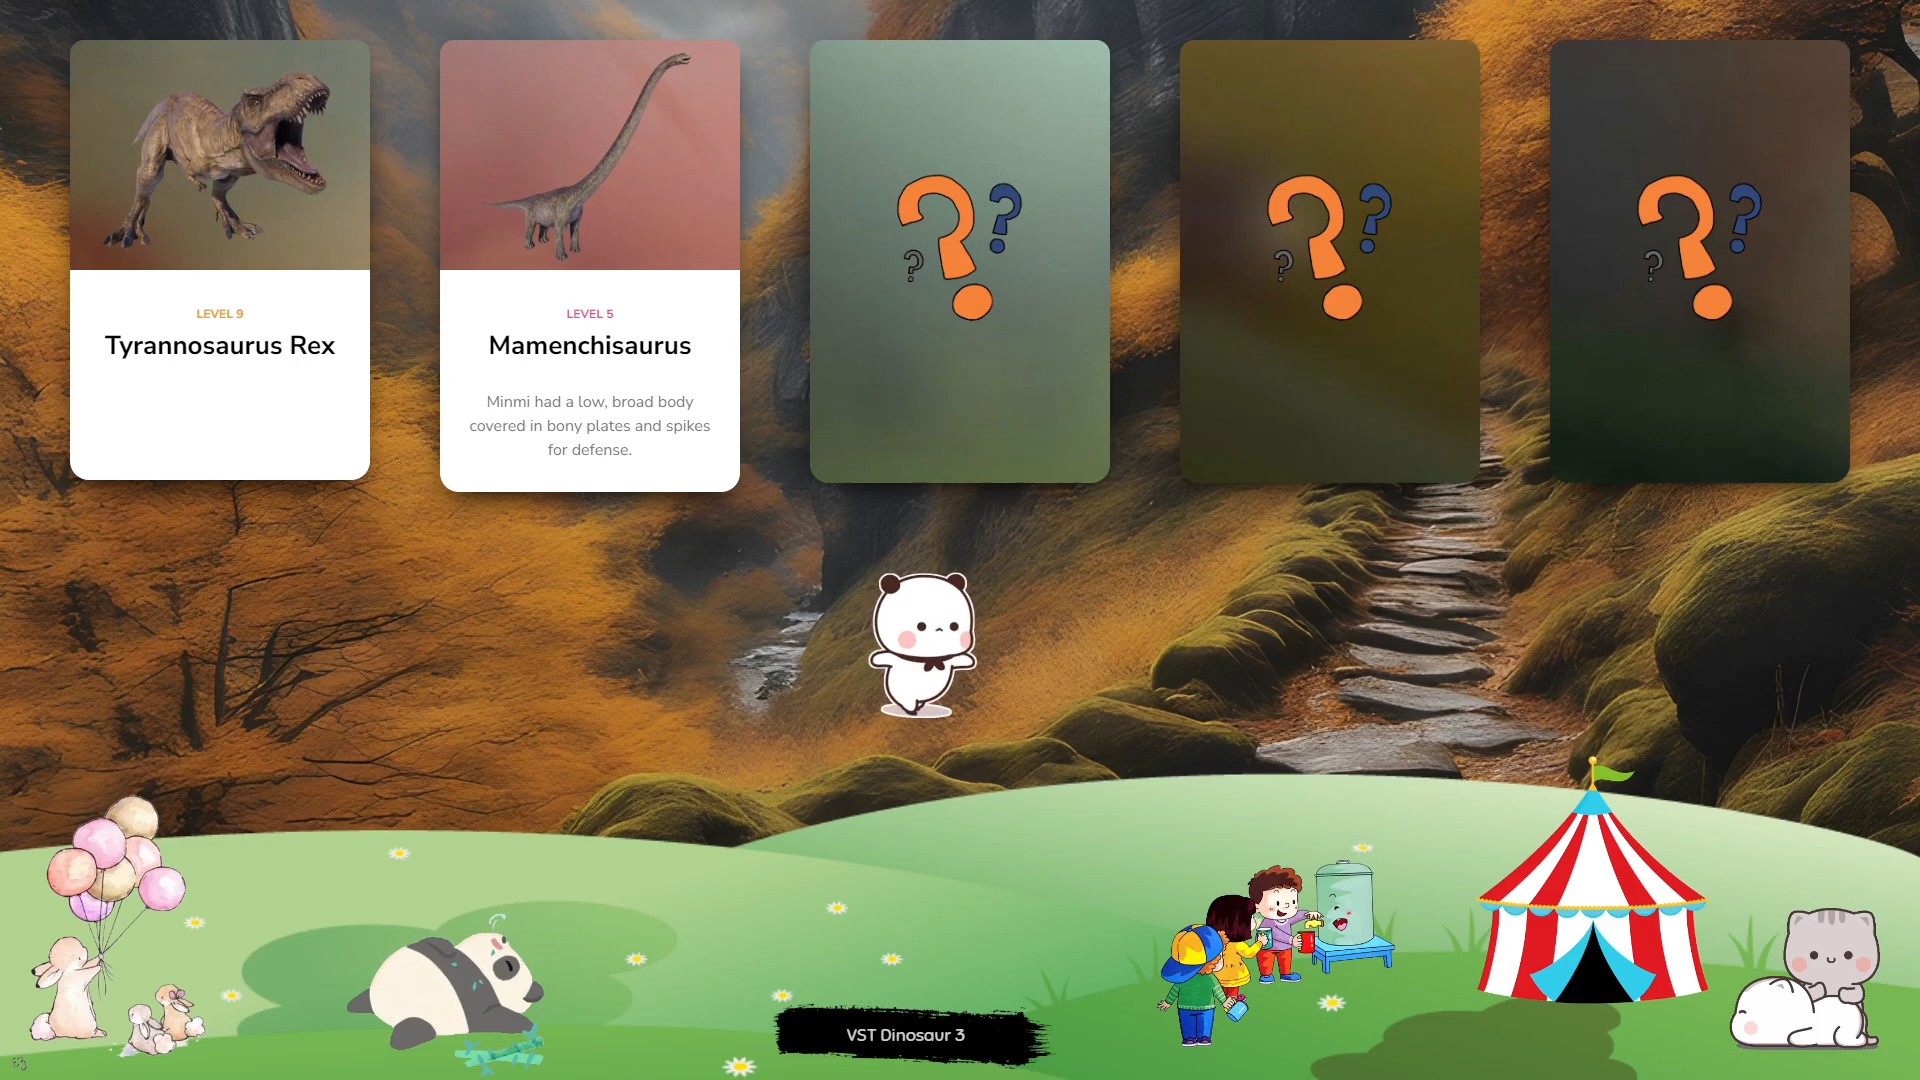 LEVEL 9
Tyrannosaurus Rex
LEVEL 5
Mamenchisaurus
Minmi had a low, broad body
covered in bony plates and spikes
for defense.
? ? ?
? ? ?
? ? ?
VST Dinosaur 3